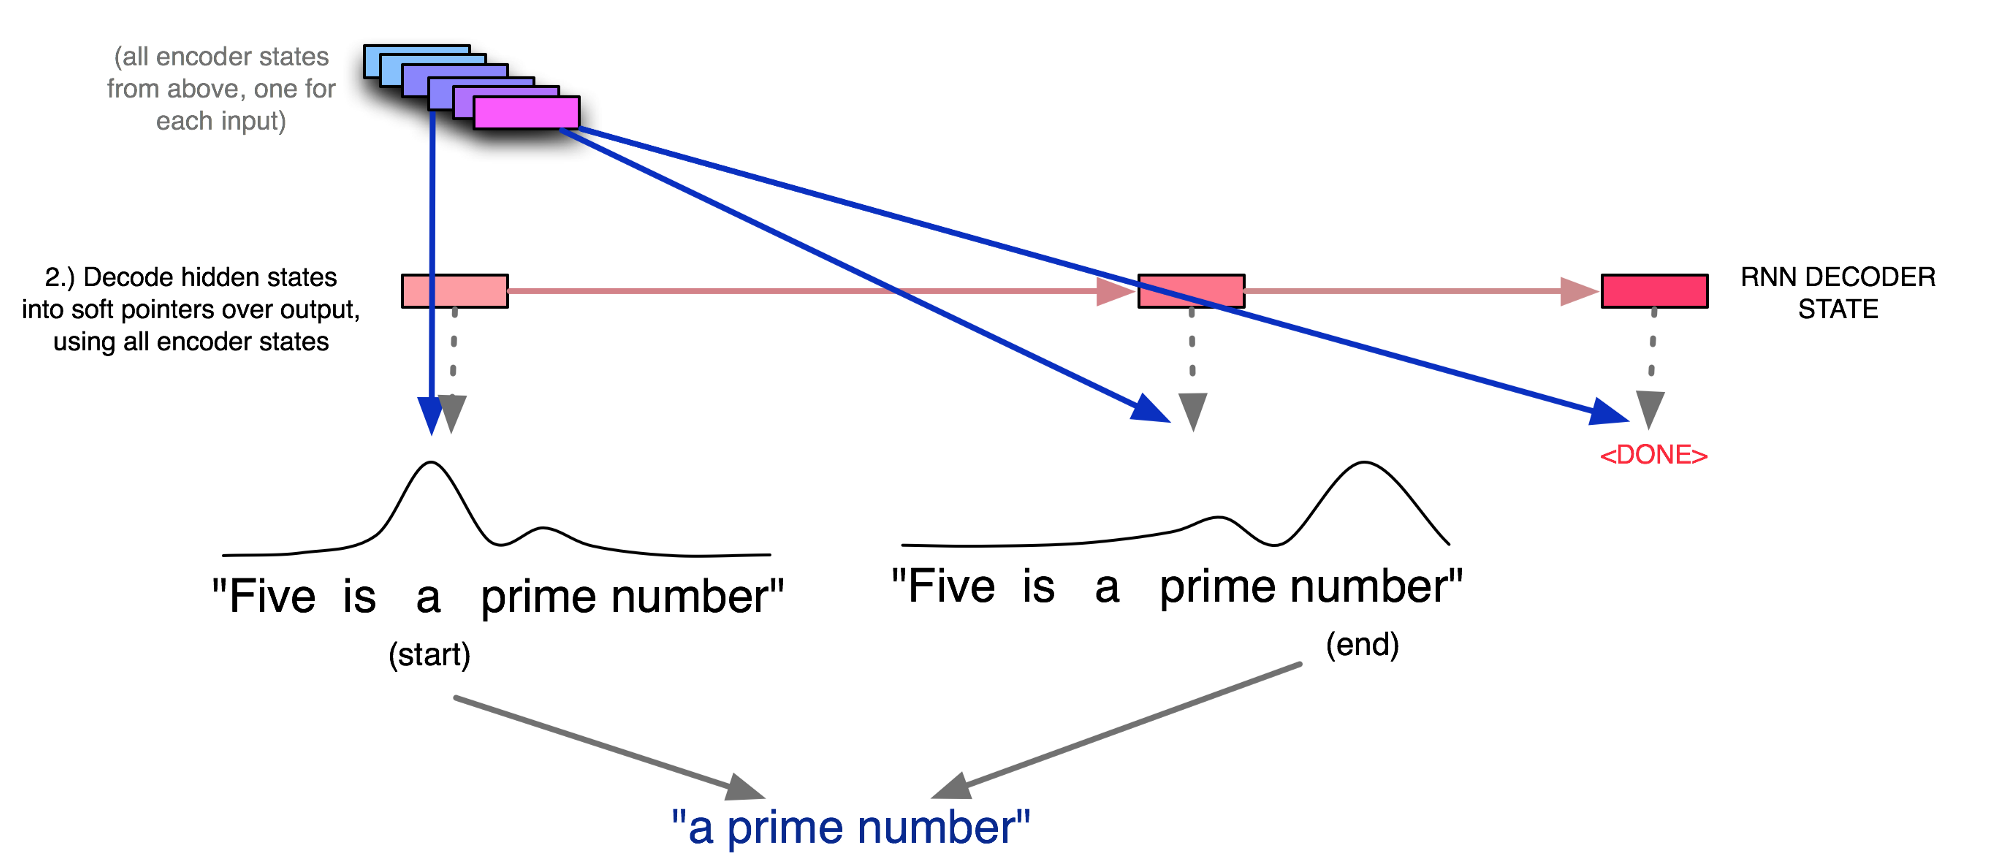 (all encoder states
from above, one for
each input)
2.) Decode hidden states
into soft pointers over output,
using all encoder states
RNN DECODER
STATE
<DONE>
"Five is a prime number"
(start)
"Five is a prime number"
(end)
"a prime number"